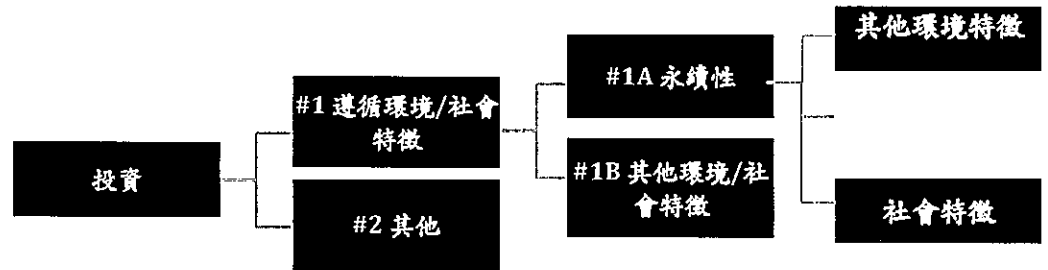 投資
#1 遵循環境/社會
特徵
#2 其他
#1A 永續性
#1B 其他環境/社
會特徵
其他環境特徵
社會特徵